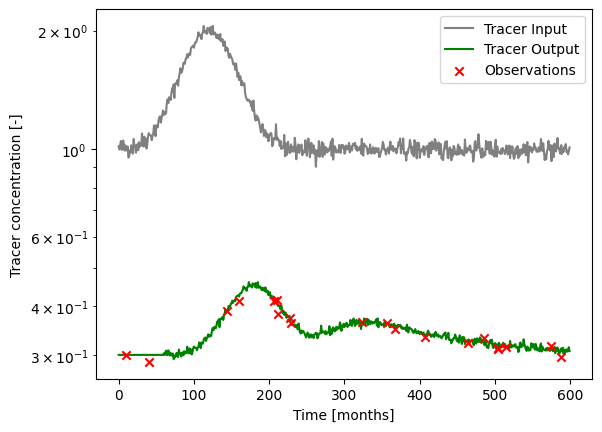 Tracer Input
Tracer Output
Observations
Tracer concentration [-]
2 × 10⁰
10⁰
6 × 10⁻¹
4 × 10⁻¹
3 × 10⁻¹
0 100 200 300 400 500 600
Time [months]